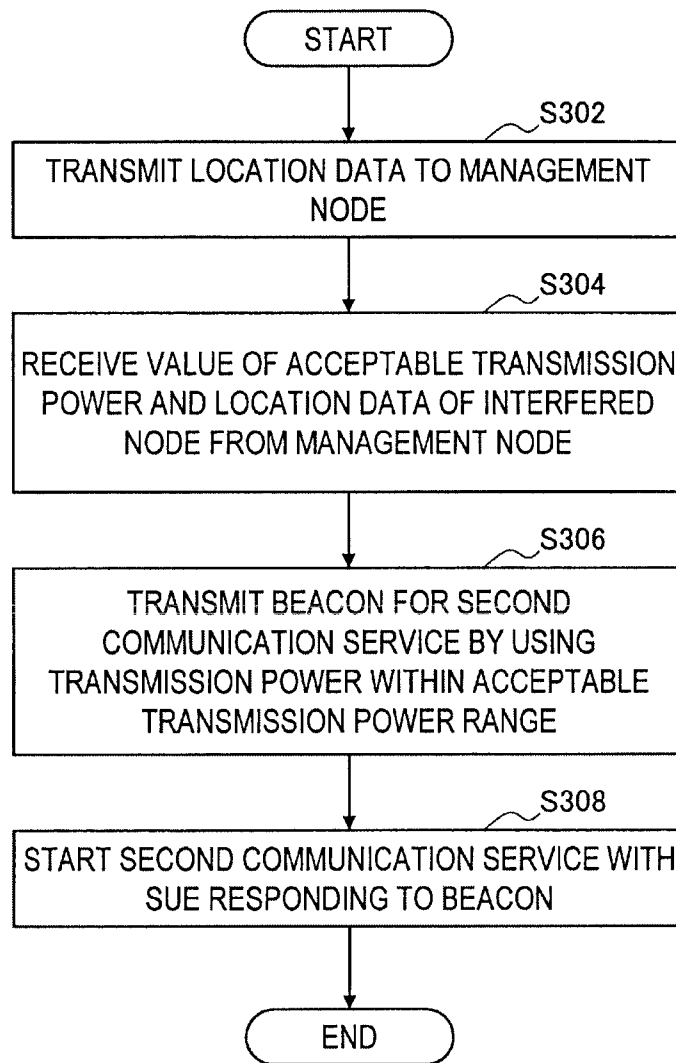 START
S302
TRANSMIT LOCATION DATA TO MANAGEMENT
NODE
S304
RECEIVE VALUE OF ACCEPTABLE TRANSMISSION
POWER AND LOCATION DATA OF INTERFERED
NODE FROM MANAGEMENT NODE
S306
TRANSMIT BEACON FOR SECOND
COMMUNICATION SERVICE BY USING
TRANSMISSION POWER WITHIN ACCEPTABLE
TRANSMISSION POWER RANGE
S308
START SECOND COMMUNICATION SERVICE WITH
SUE RESPONDING TO BEACON
END